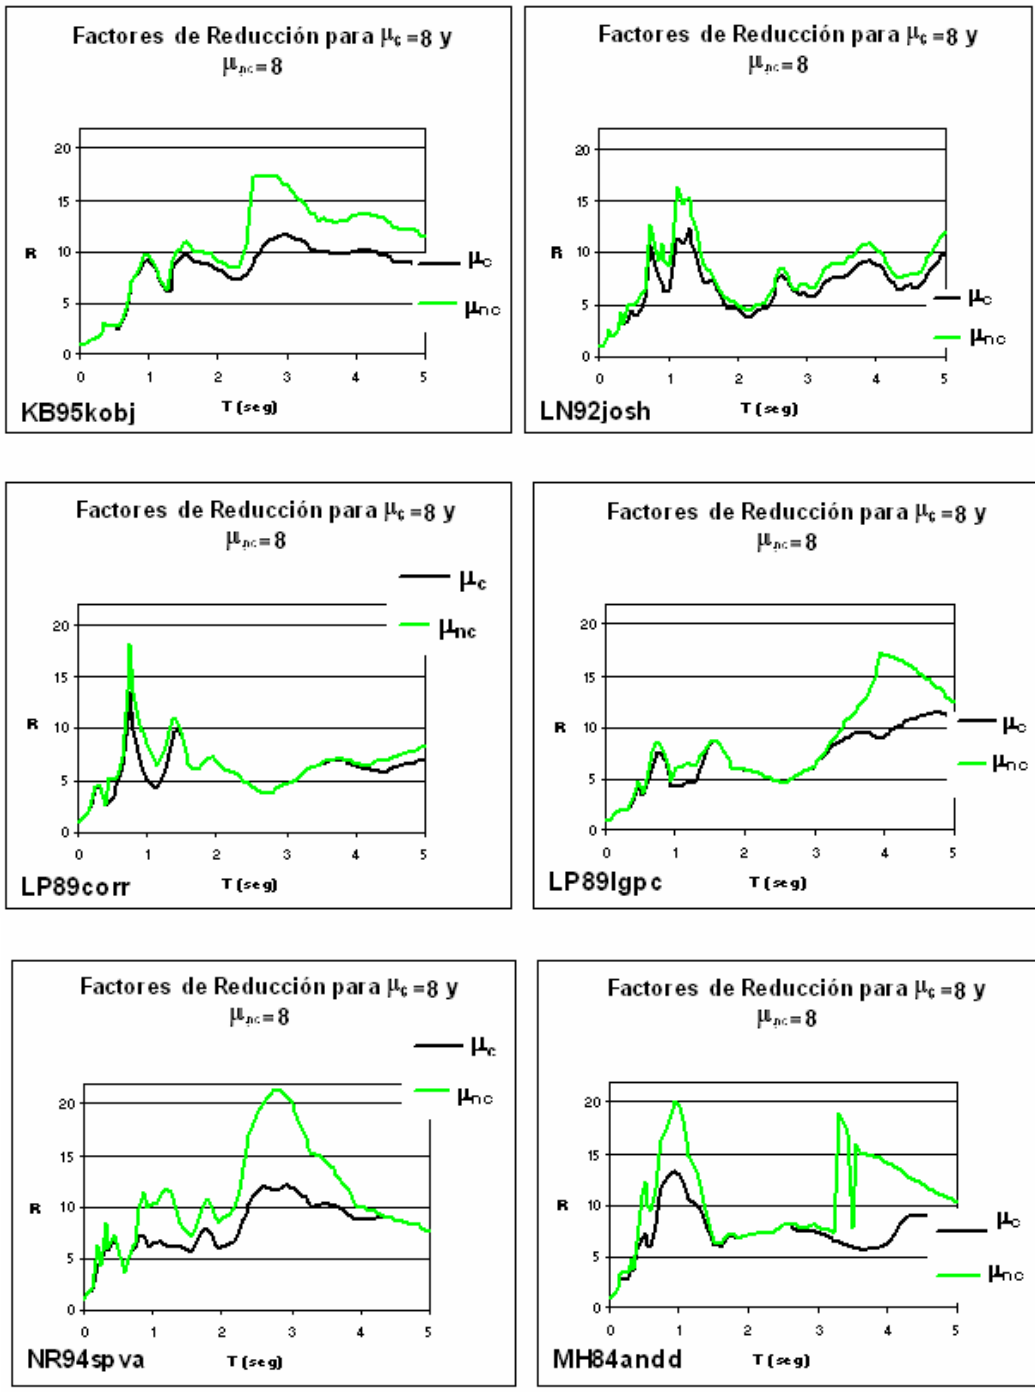 Factores de Reducción para μc =8 y
μnc= 8
20
15
R
10
5
0
0 1 2 3 4 5
T (seg)
μc
μnc
KB95kobj
Factores de Reducción para μc =8 y
μnc= 8
20
15
R
10
5
0
0 1 2 3 4 5
T (seg)
μc
μnc
LN92josh
Factores de Reducción para μc =8 y
μnc= 8
μc
μnc
20
15
R
10
5
0
0 1 2 3 4 5
T (seg)
LP89corr
Factores de Reducción para μc =8 y
μnc= 8
20
15
R
10
5
0
0 1 2 3 4 5
T (seg)
μc
μnc
LP89lgpc
Factores de Reducción para μc =8 y
μnc= 8
μc
μnc
20
15
R
10
5
0
0 1 2 3 4 5
T (seg)
NR94spva
Factores de Reducción para μc =8 y
μnc= 8
20
15
R
10
5
0
0 1 2 3 4 5
T (seg)
μc
μnc
MH84andd